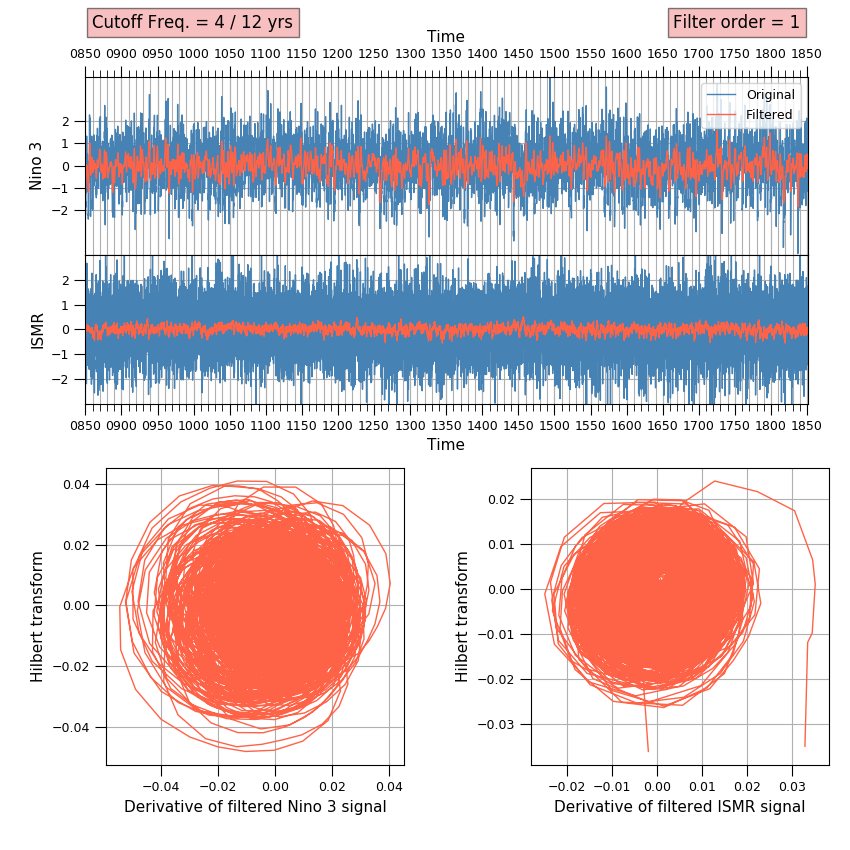 Cutoff Freq. = 4 / 12 yrs
Filter order = 1
Time
0850 0900 0950 1000 1050 1100 1150 1200 1250 1300 1350 1400 1450 1500 1550 1600 1650 1700 1750 1800 1850
Original
Filtered
Nino 3
2
1
0
−1
−2
ISMR
2
1
0
−1
−2
0850 0900 0950 1000 1050 1100 1150 1200 1250 1300 1350 1400 1450 1500 1550 1600 1650 1700 1750 1800 1850
Time
Hilbert transform
0.04
0.02
0.00
−0.02
−0.04
−0.04 −0.02 0.00 0.02 0.04
Derivative of filtered Nino 3 signal
Hilbert transform
0.02
0.01
0.00
−0.01
−0.02
−0.03
−0.02 −0.01 0.00 0.01 0.02 0.03
Derivative of filtered ISMR signal